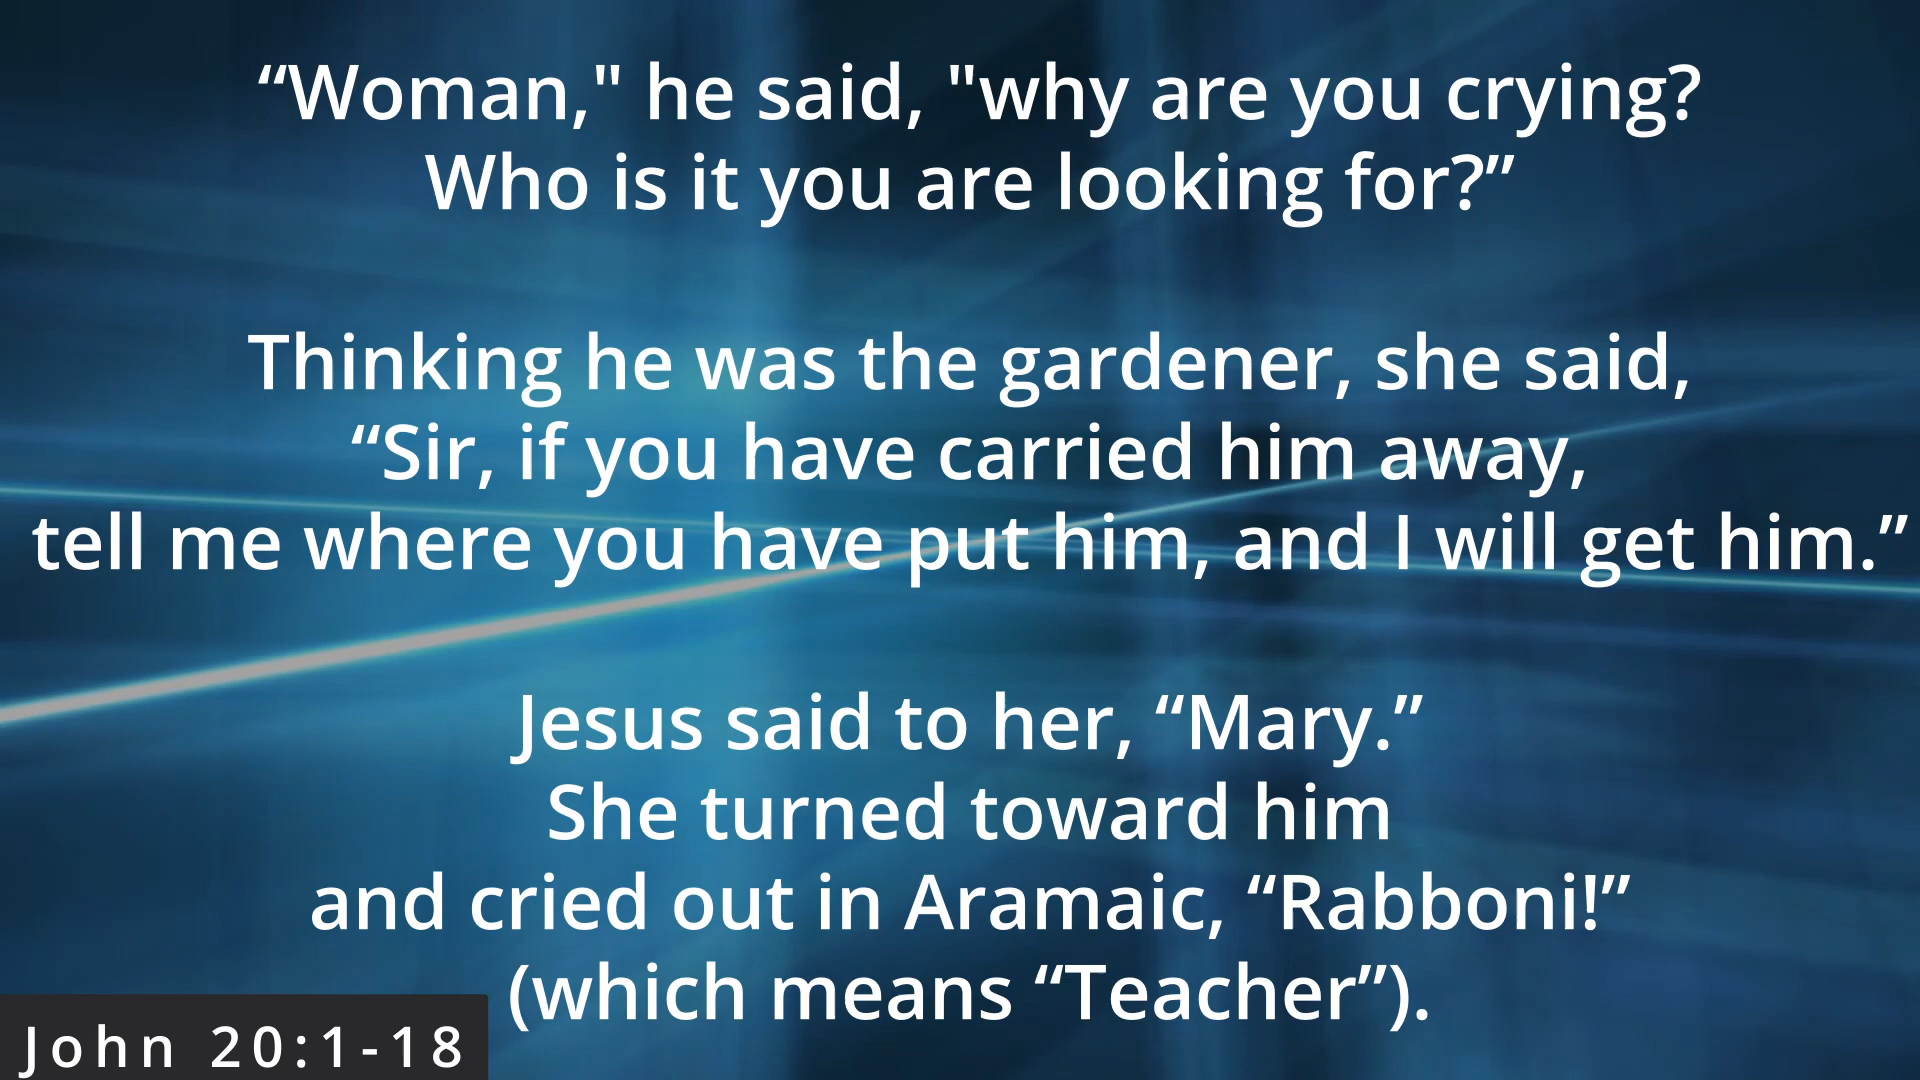 “Woman," he said, "why are you crying?
Who is it you are looking for?”
Thinking he was the gardener, she said,
“Sir, if you have carried him away,
tell me where you have put him, and I will get him.”
Jesus said to her, “Mary.”
She turned toward him
and cried out in Aramaic, “Rabboni!”
(which means “Teacher”).
John 20:1-18